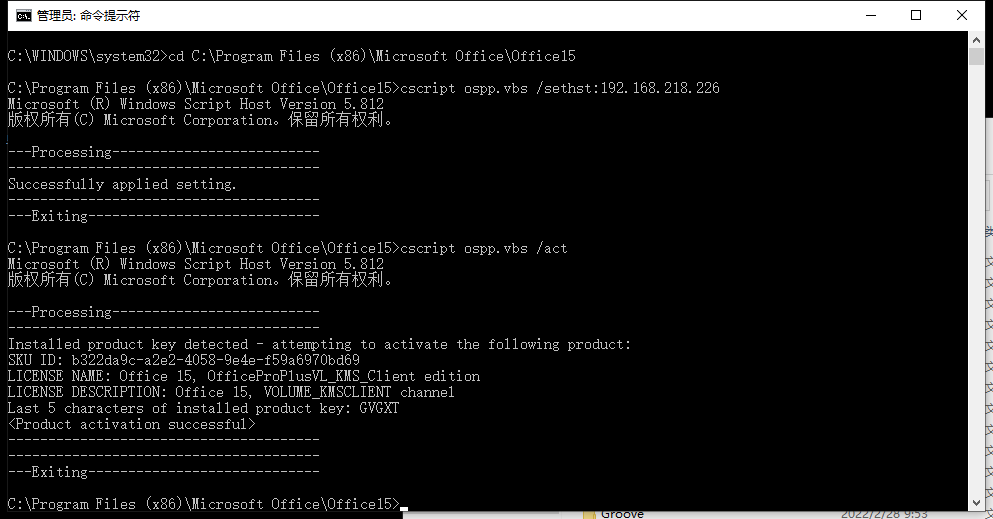 管理员: 命令提示符
C:\WINDOWS\system32>cd C:\Program Files (x86)\Microsoft Office\Office15
C:\Program Files (x86)\Microsoft Office\Office15>cscript ospp.vbs /sethst:192.168.218.226
Microsoft (R) Windows Script Host Version 5.812
版权所有(C) Microsoft Corporation。保留所有权利。
---Processing--------------------------
---------------------------------------
Successfully applied setting.
---------------------------------------
---Exiting-----------------------------
C:\Program Files (x86)\Microsoft Office\Office15>cscript ospp.vbs /act
Microsoft (R) Windows Script Host Version 5.812
版权所有(C) Microsoft Corporation。保留所有权利。
---Processing--------------------------
---------------------------------------
Installed product key detected - attempting to activate the following product:
SKU ID: b322da9c-a2e2-4058-9e4e-f59a6970bd69
LICENSE NAME: Office 15, OfficeProPlusVL_KMS_Client edition
LICENSE DESCRIPTION: Office 15, VOLUME_KMSCLIENT channel
Last 5 characters of installed product key: GVGXT
<Product activation successful>
---------------------------------------
---------------------------------------
---Exiting-----------------------------
C:\Program Files (x86)\Microsoft Office\Office15>
Groove
2022/2/28 9:53